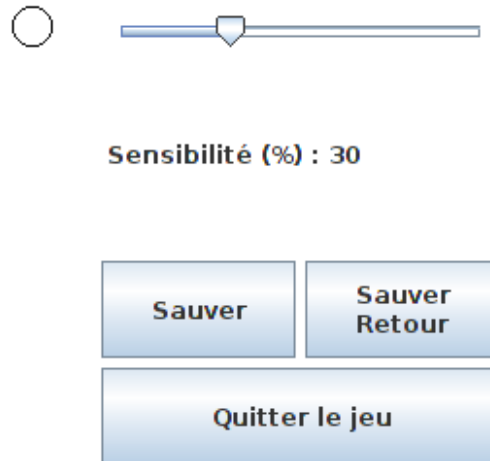 Sensibilité (%) : 30
Sauver
Sauver
Retour
Quitter le jeu